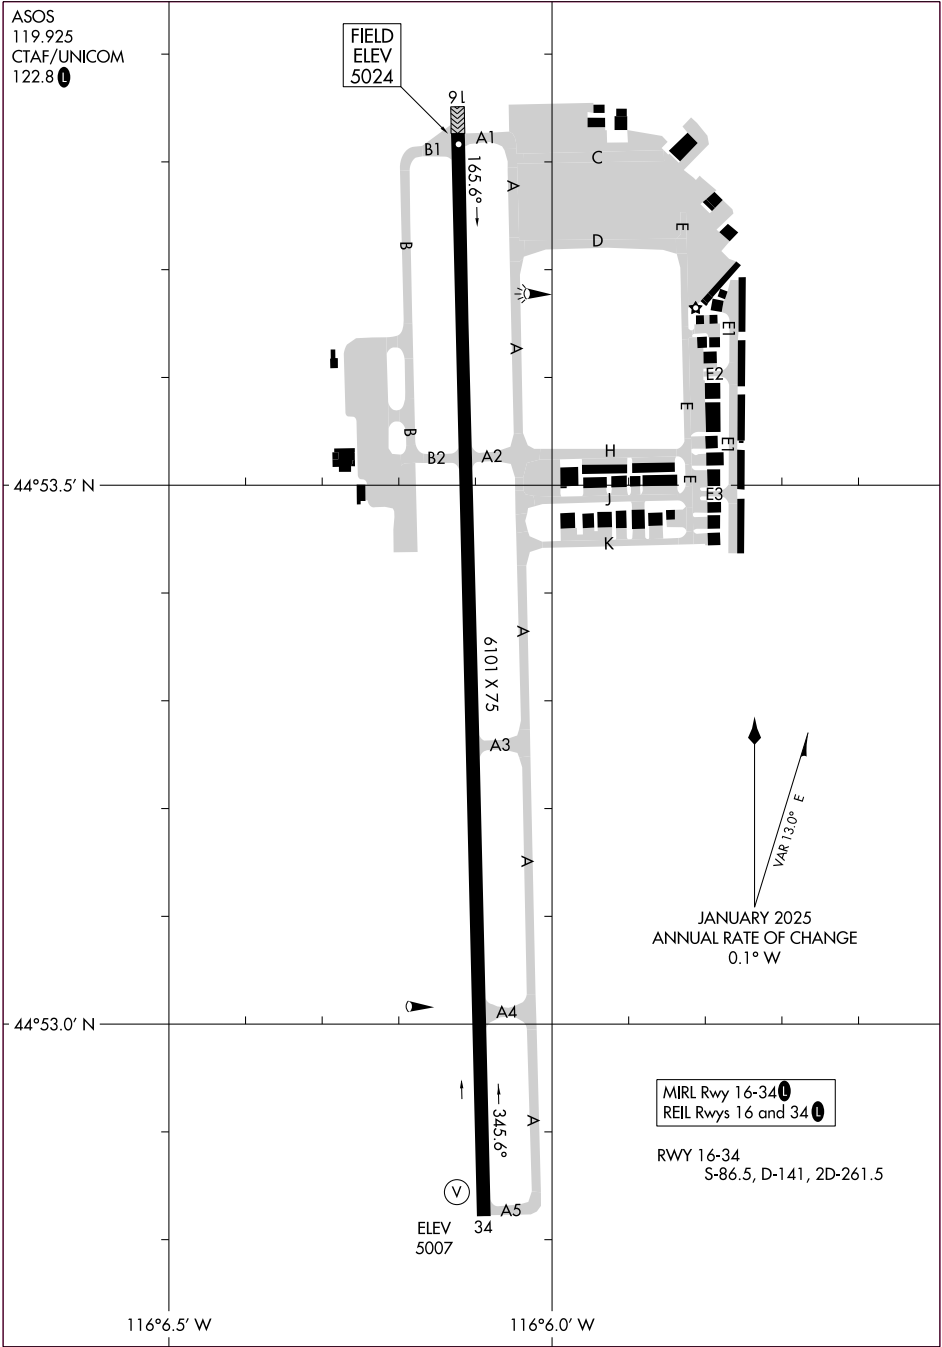 ASOS
119.925
CTAF/UNICOM
122.8 L
FIELD
ELEV
5024
16
A1
B1
C
165.6°
A
E
B
D
E1
A
E2
E
B
E1
H
B2
A2
44°53.5' N
E
E3
J
K
A
6101 X 75
A3
VAR 13.0° E
A
JANUARY 2025
ANNUAL RATE OF CHANGE
0.1° W
A4
44°53.0' N
MIRL Rwy 16-34 L
REIL Rwys 16 and 34 L
A
345.6°
RWY 16-34
S-86.5, D-141, 2D-261.5
V
A5
ELEV
5007
34
116°6.5' W
116°6.0' W